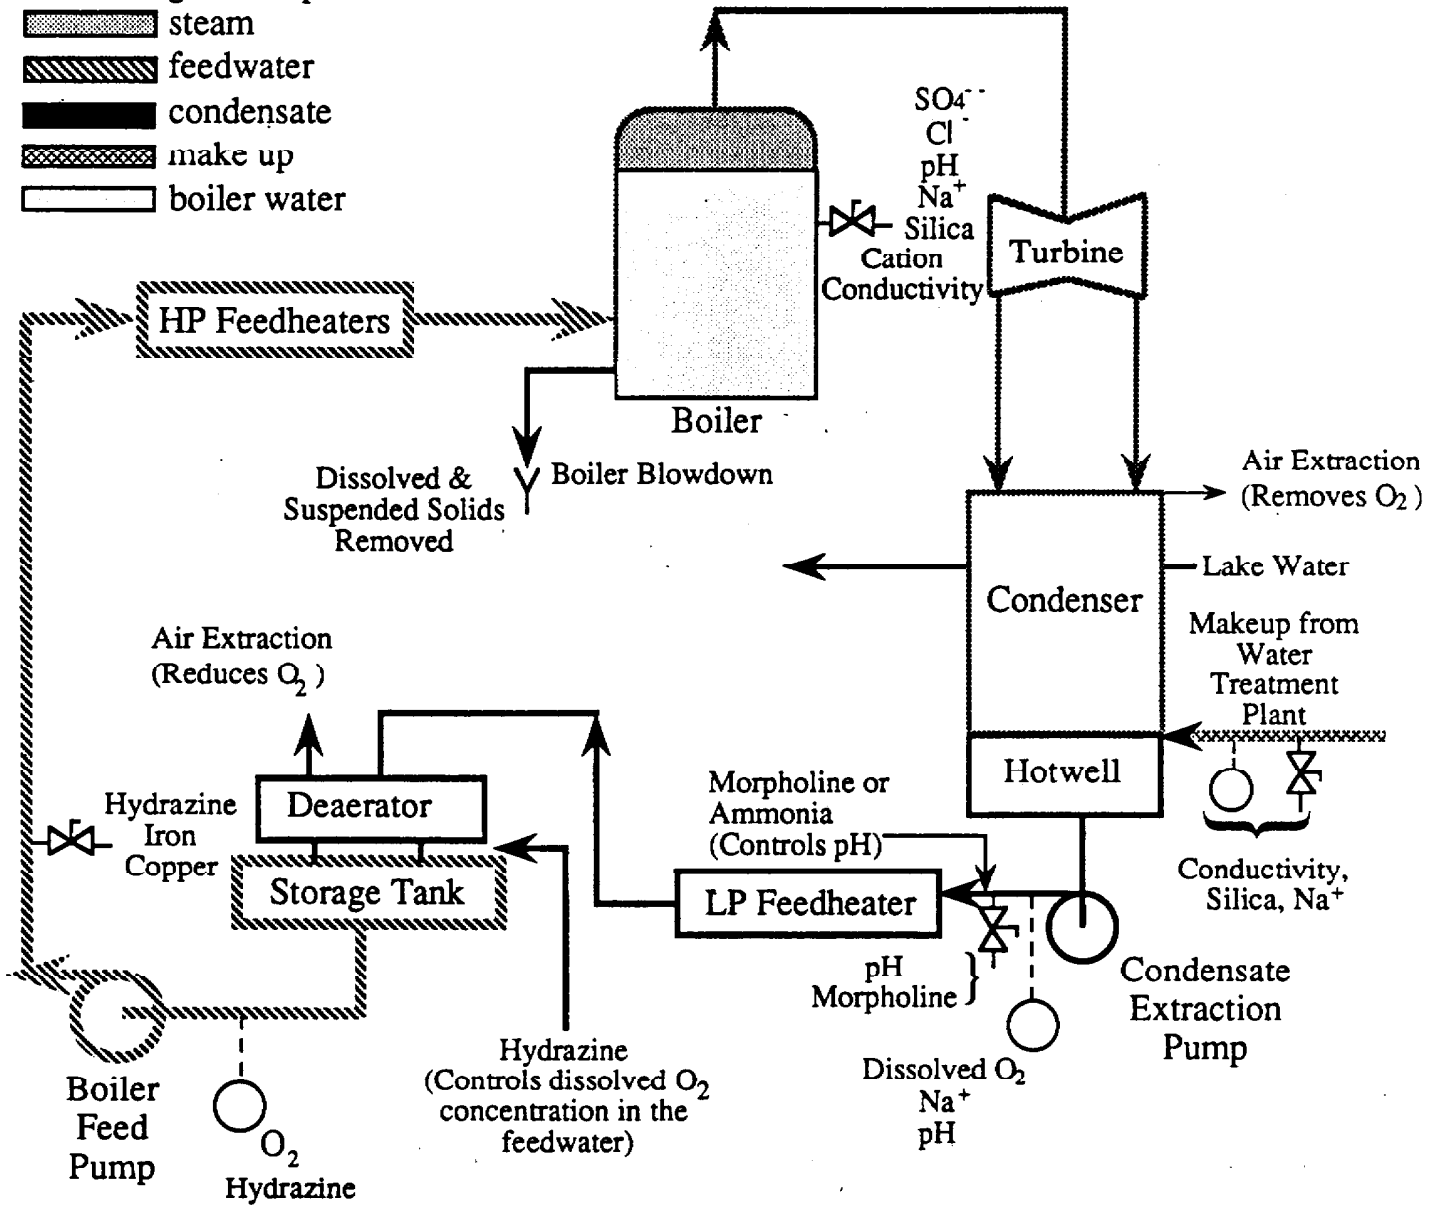 steam
feedwater
condensate
make up
boiler water
SO4--
Cl-
pH
Na+
Silica
Cation
Conductivity
Turbine
HP Feedheaters
Boiler
Boiler Blowdown
Dissolved &
Suspended Solids
Removed
Air Extraction
(Removes O2)
Lake Water
Condenser
Makeup from
Water
Treatment
Plant
Hotwell
Conductivity,
Silica, Na+
Air Extraction
(Reduces O2)
Deaerator
Storage Tank
Hydrazine
Iron
Copper
Morpholine or
Ammonia
(Controls pH)
LP Feedheater
pH
Morpholine
Condensate
Extraction
Pump
Dissolved O2
Na+
pH
Hydrazine
(Controls dissolved O2
concentration in the
feedwater)
Boiler
Feed
Pump
O2
Hydrazine